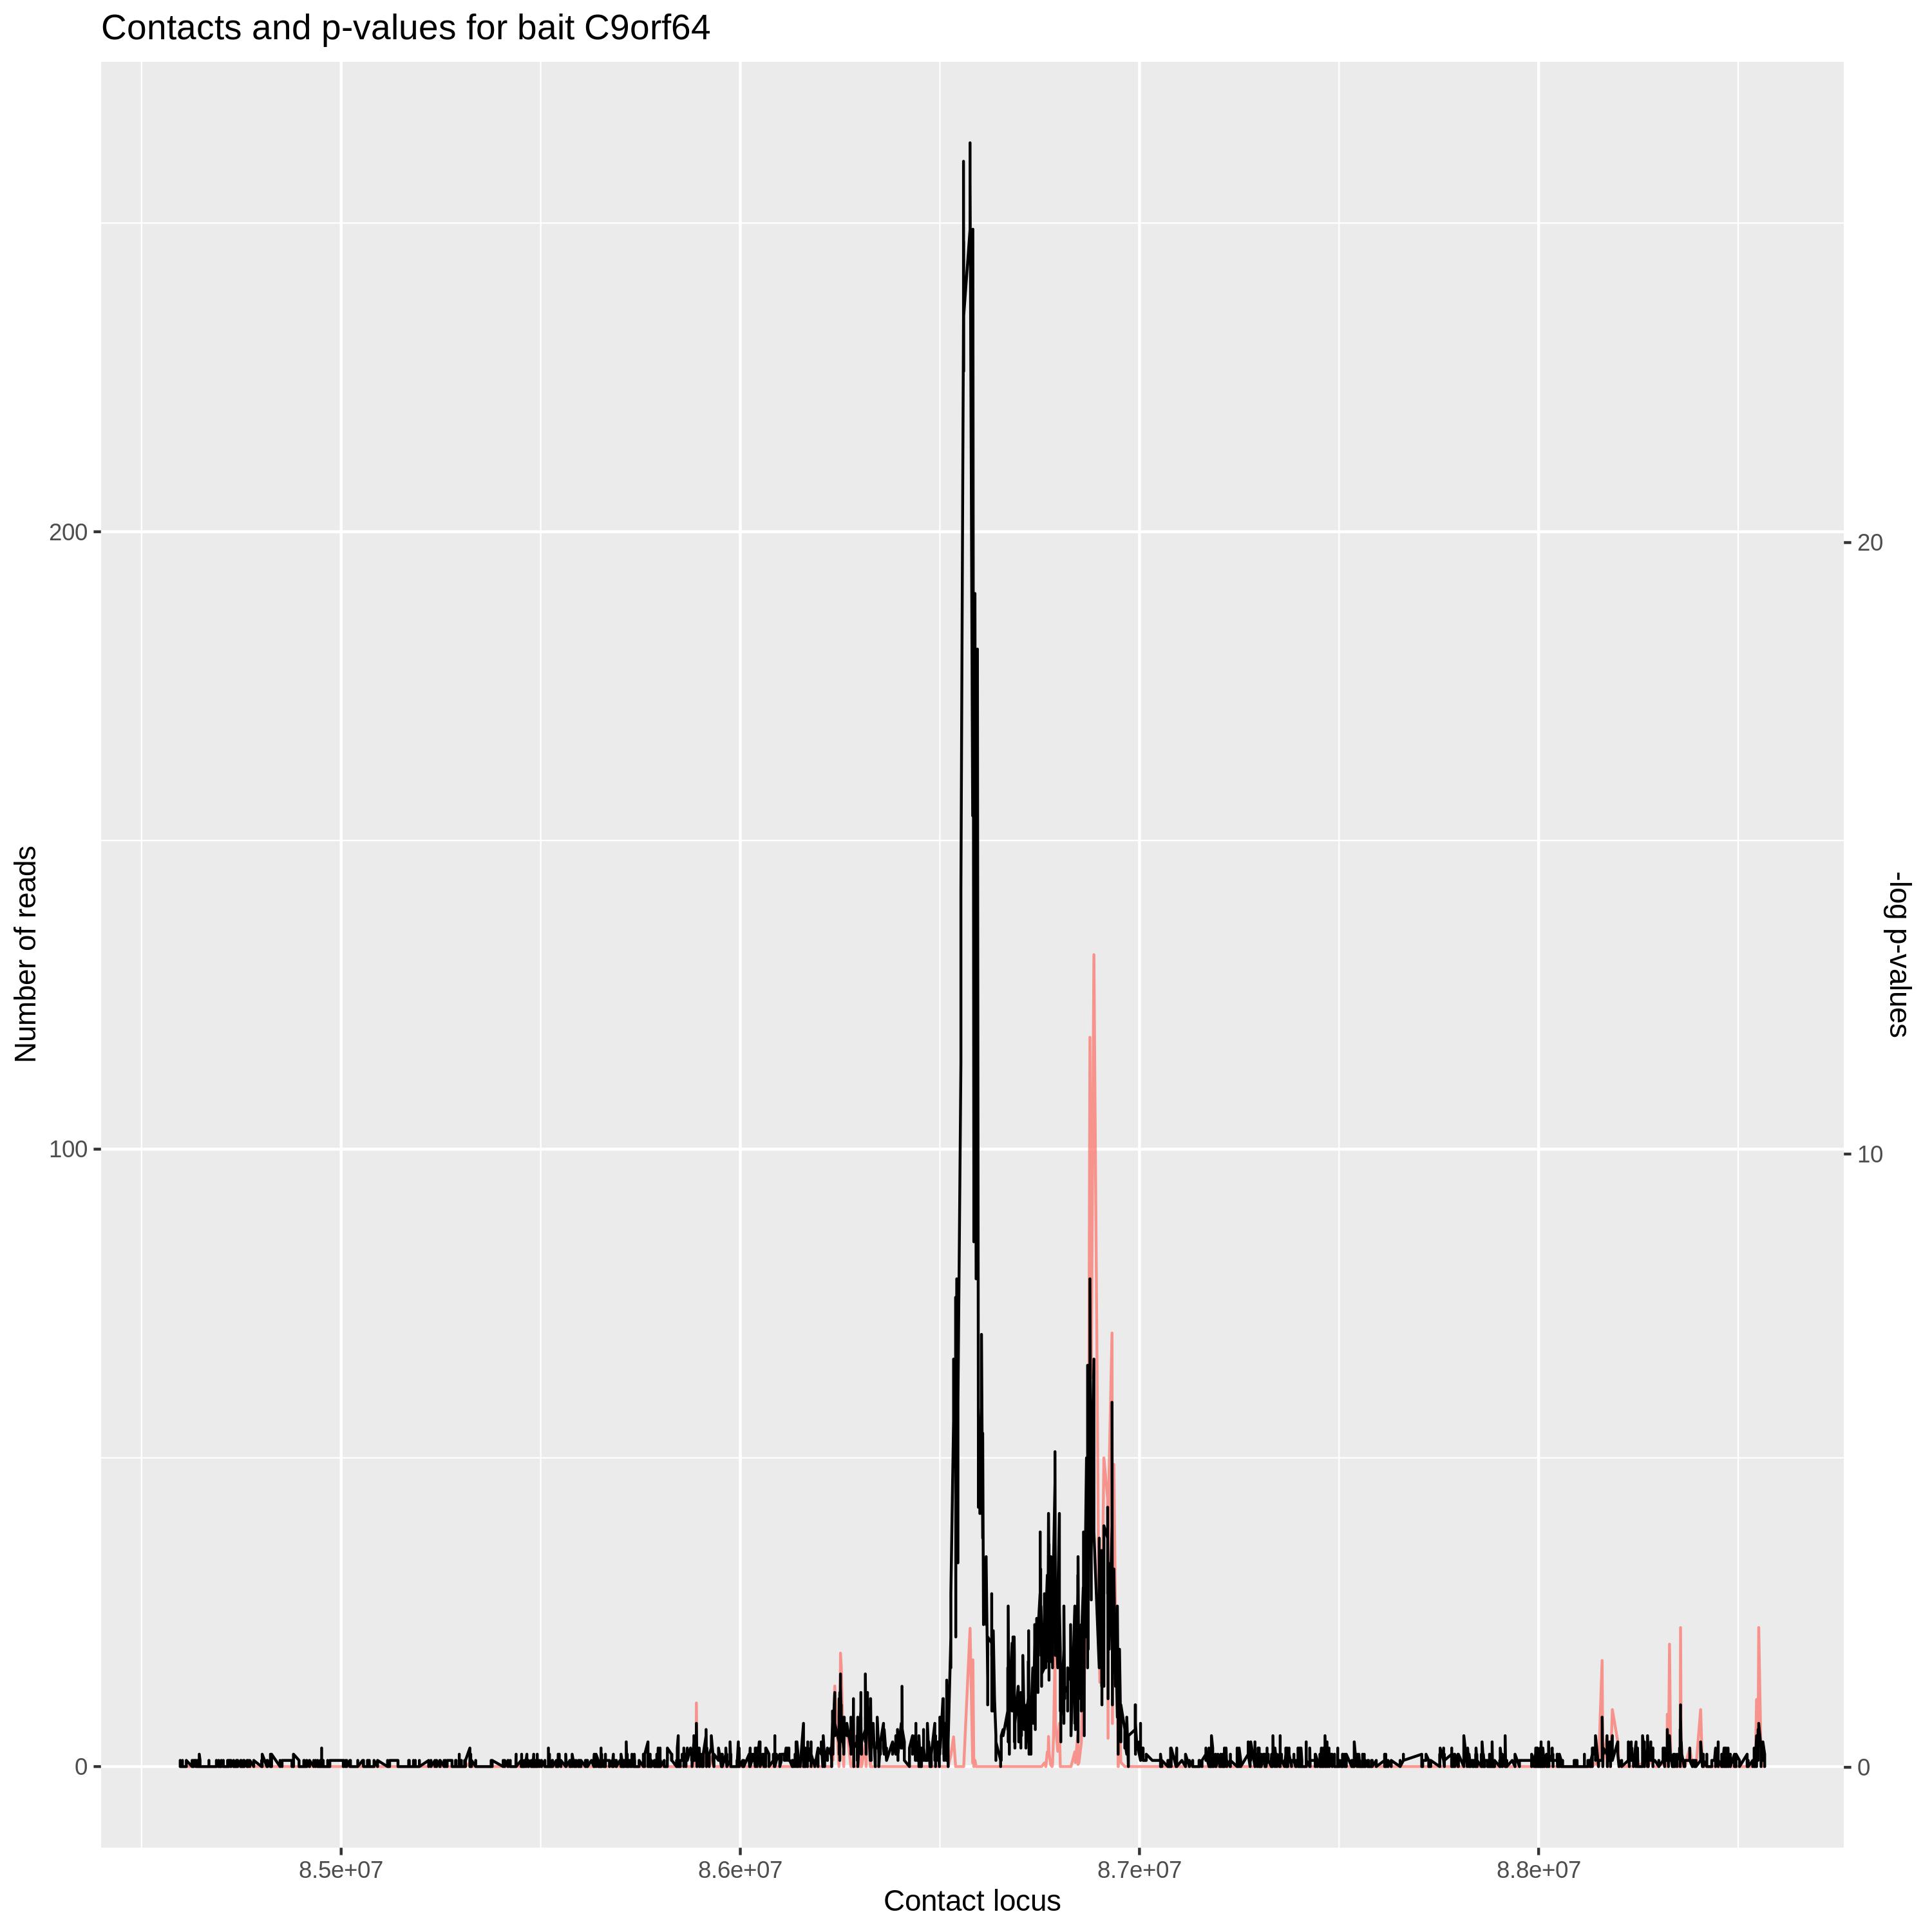 Contacts and p-values for bait C9orf64
Number of reads
200
100
0
20
10
0
-log p-values
8.5e+07 8.6e+07 8.7e+07 8.8e+07
Contact locus